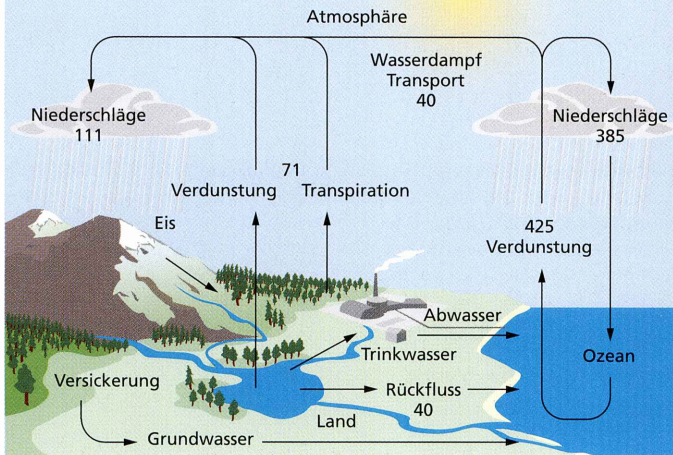 Atmosphäre
Wasserdampf
Transport
40
Niederschläge
111
Niederschläge
385
71
Verdunstung
Transpiration
Eis
425
Verdunstung
Abwasser
Trinkwasser
Ozean
Versickerung
Rückfluss
40
Land
Grundwasser